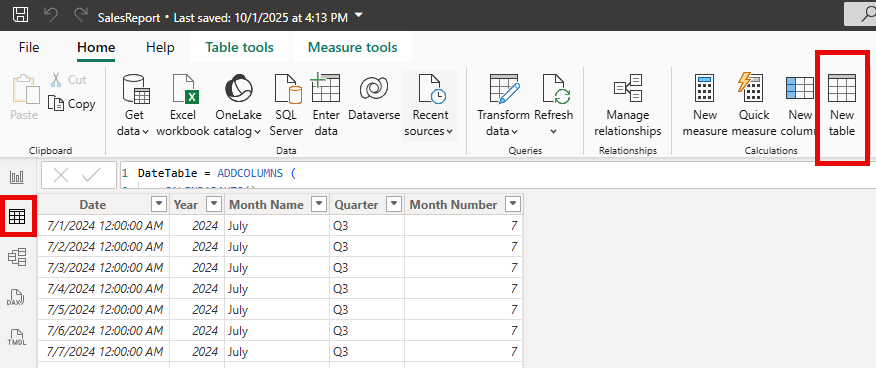 SalesReport • Last saved: 10/1/2025 at 4:13 PM
File Home Help Table tools Measure tools
Paste
Cut
Copy
Get data
Excel workbook
OneLake catalog
SQL Server
Enter data
Dataverse
Recent sources
Transform data
Refresh
Manage relationships
New measure
Quick measure
New
New table
Clipboard Data Queries Relationships Calculations
1 DateTable = ADDCOLUMNS (
Date Year Month Name Quarter Month Number
7/1/2024 12:00:00 AM 2024 July Q3 7
7/2/2024 12:00:00 AM 2024 July Q3 7
7/3/2024 12:00:00 AM 2024 July Q3 7
7/4/2024 12:00:00 AM 2024 July Q3 7
7/5/2024 12:00:00 AM 2024 July Q3 7
7/6/2024 12:00:00 AM 2024 July Q3 7
7/7/2024 12:00:00 AM 2024 July Q3 7
DAX
TMDL